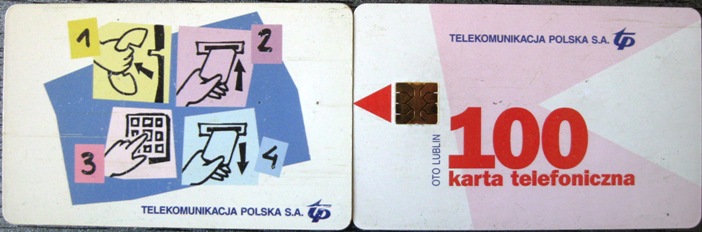 1
2
3
4
TELEKOMUNIKACJA POLSKA S.A. tp
TELEKOMUNIKACJA POLSKA S.A. tp
OTO LUBLIN
100
karta telefoniczna